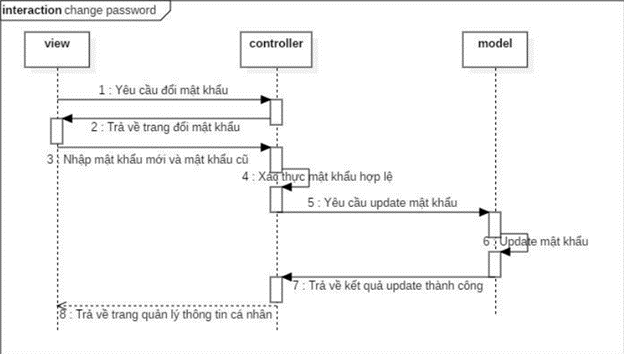 interaction change password
view
controller
model
1 : Yêu cầu đổi mật khẩu
2 : Trả về trang đổi mật khẩu
3 : Nhập mật khẩu mới và mật khẩu cũ
4 : Xác thực mật khẩu hợp lệ
5 : Yêu cầu update mật khẩu
6 : Update mật khẩu
7 : Trả về kết quả update thành công
8 : Trả về trang quản lý thông tin cá nhân